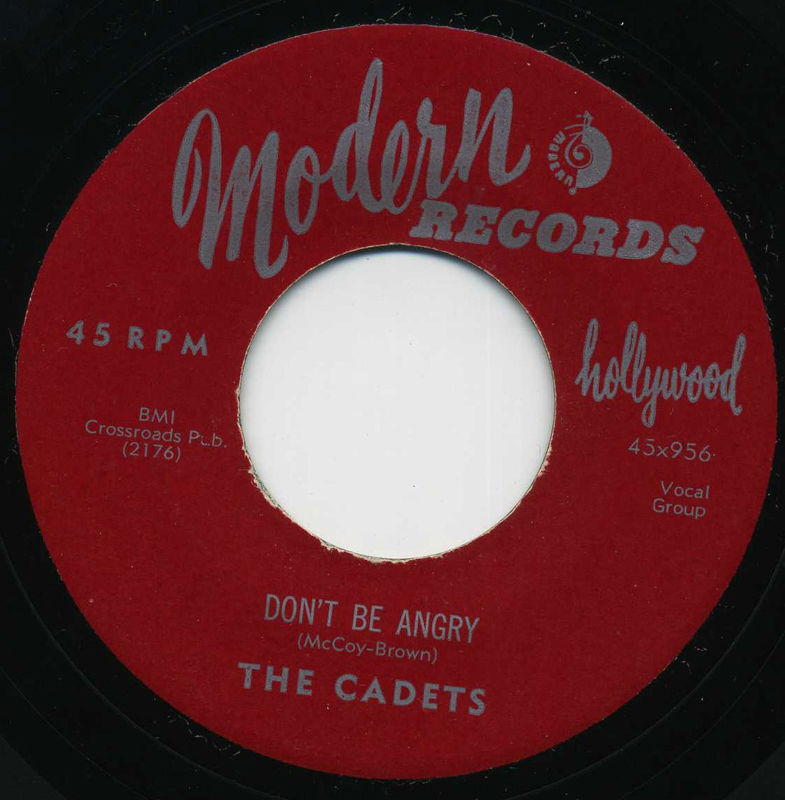 Modern
MODERN
RECORDS
45 RPM
hollywood
BMI
Crossroads Pub.
(2176)
45x956
Vocal
Group
DON'T BE ANGRY
(McCoy-Brown)
THE CADETS